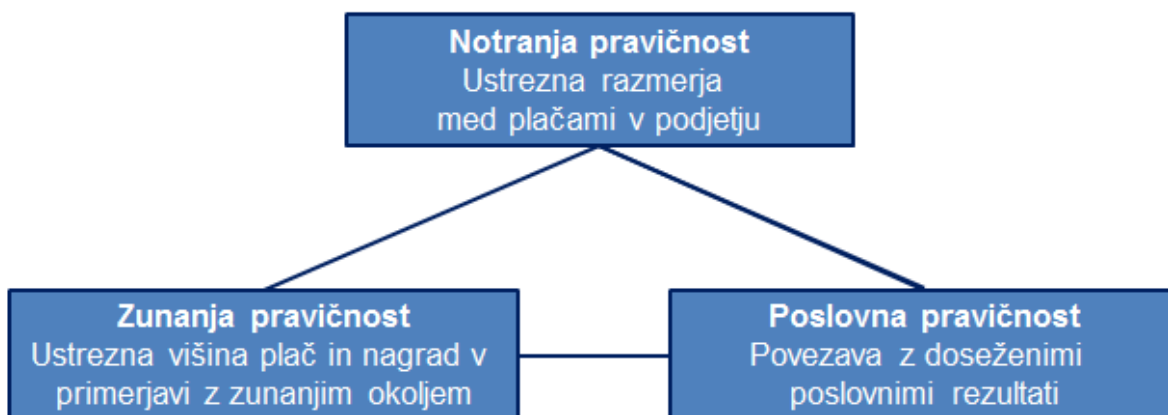 Notranja pravičnost
Ustrezna razmerja
med plačami v podjetju
Zunanja pravičnost
Ustrezna višina plač in nagrad v
primerjavi z zunanjim okoljem
Poslovna pravičnost
Povezava z doseženimi
poslovnimi rezultati